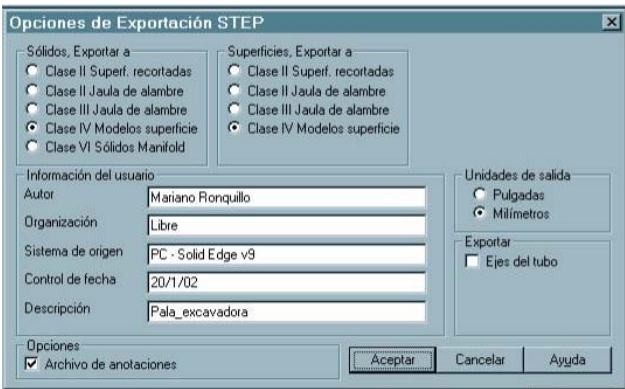 Opciones de Exportación STEP
Sólidos, Exportar a
Clase II Superf. recortadas
Clase II Jaula de alambre
Clase III Jaula de alambre
Clase IV Modelos superficie
Clase VI Sólidos Manifold
Superficies, Exportar a
Clase II Superf. recortadas
Clase II Jaula de alambre
Clase III Jaula de alambre
Clase IV Modelos superficie
Información del usuario
Autor
Mariano Ronquillo
Organización
Libre
Sistema de origen
PC - Solid Edge v9
Control de fecha
20/1/02
Descripción
Pala_excavadora
Unidades de salida
Pulgadas
Milímetros
Exportar
Ejes del tubo
Opciones
Archivo de anotaciones
Aceptar
Cancelar
Ayuda